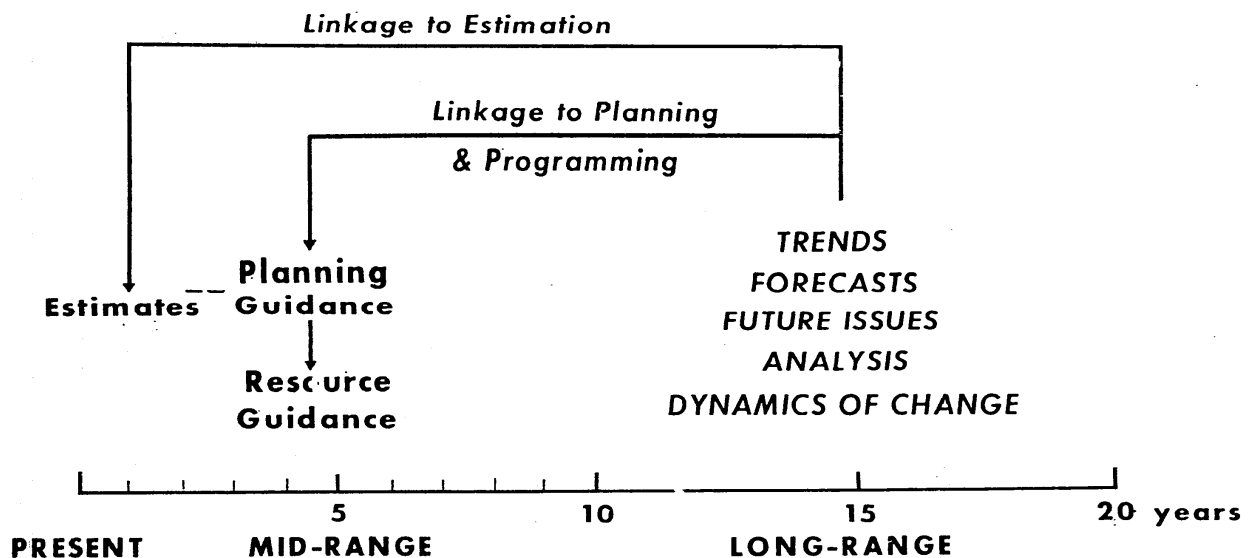 Linkage to Estimation
Linkage to Planning
& Programming
TRENDS
FORECASTS
FUTURE ISSUES
ANALYSIS
DYNAMICS OF CHANGE
Planning
Estimates -- Guidance
Resource
Guidance
5 10 15 20 years
PRESENT MID-RANGE LONG-RANGE